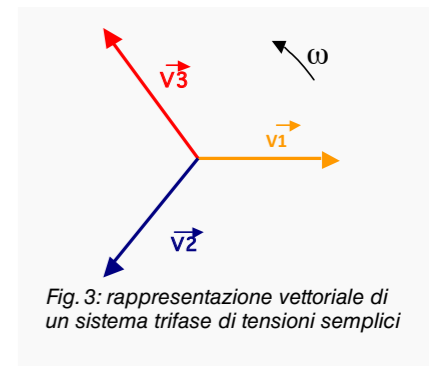 ω
V3
V1
V2
Fig. 3: rappresentazione vettoriale di
un sistema trifase di tensioni semplici